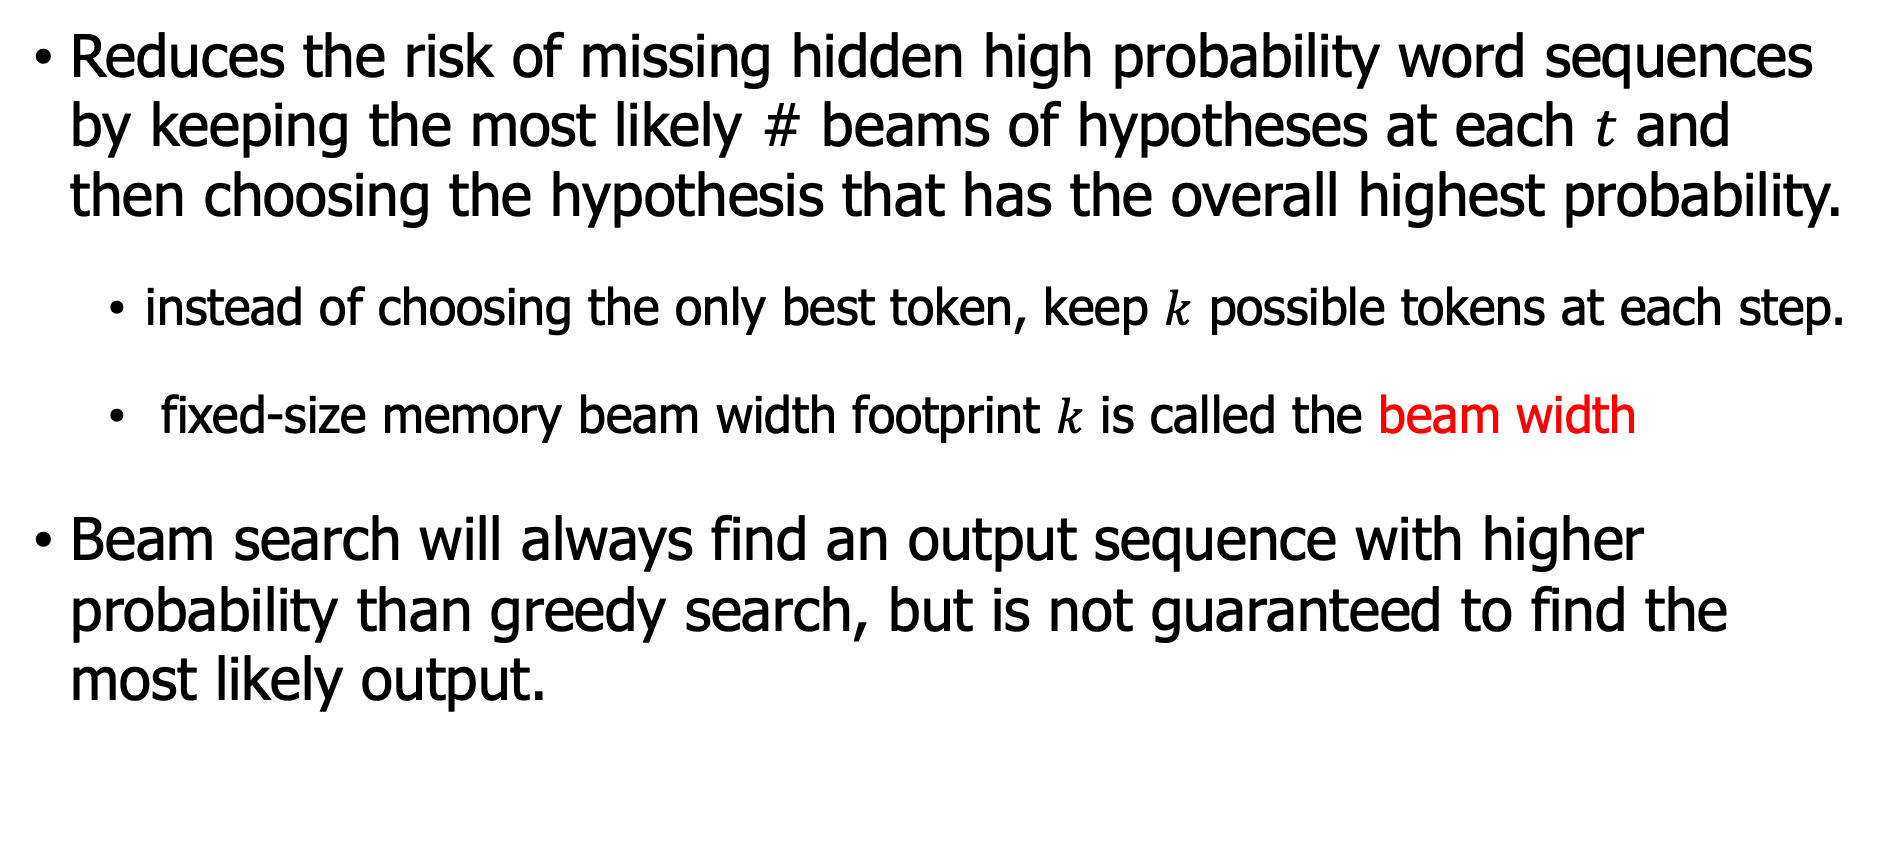 • Reduces the risk of missing hidden high probability word sequences
by keeping the most likely # beams of hypotheses at each t and
then choosing the hypothesis that has the overall highest probability.
• instead of choosing the only best token, keep k possible tokens at each step.
• fixed-size memory beam width footprint k is called the beam width
• Beam search will always find an output sequence with higher
probability than greedy search, but is not guaranteed to find the
most likely output.